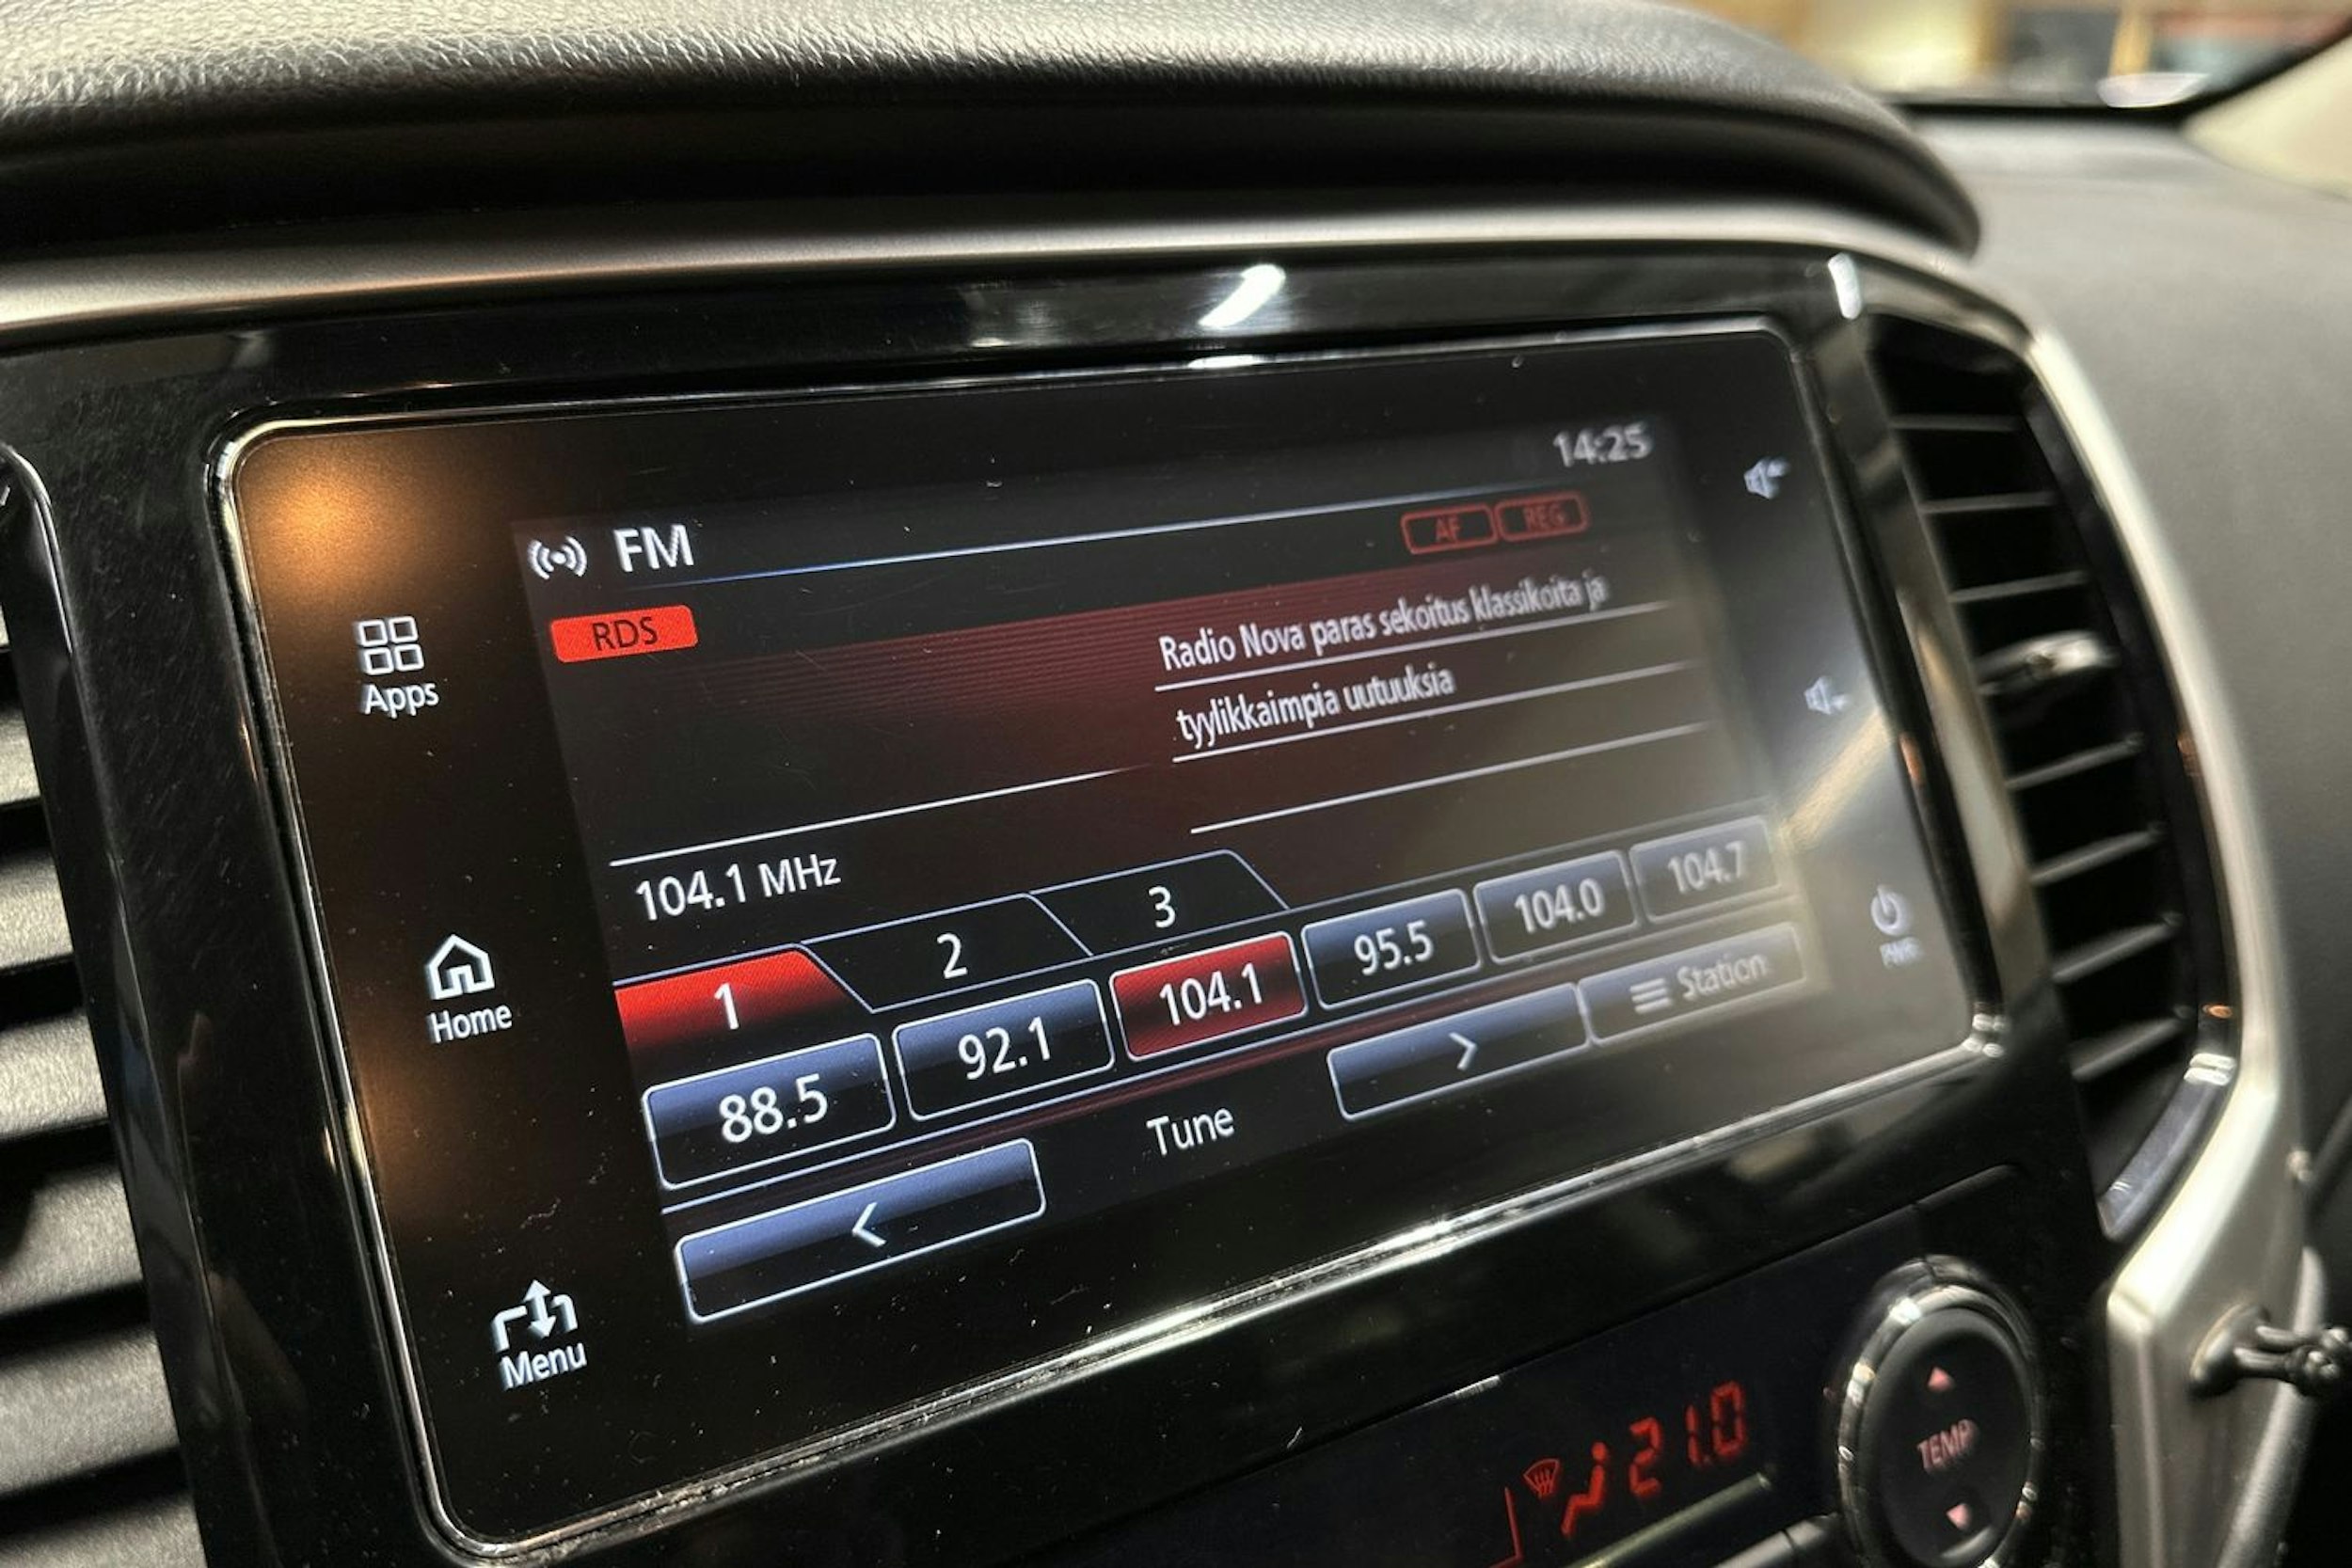 14:25
FM
AF REG
RDS
Radio Nova paras sekoitus klassikoita ja
tyylikkaimpia uutuuksia
Apps
104.1 MHz
1 2 3
88.5 92.1 104.1 95.5 104.0 104.7
Home
Tune
Station
PWR
Menu
21.0
TEMP